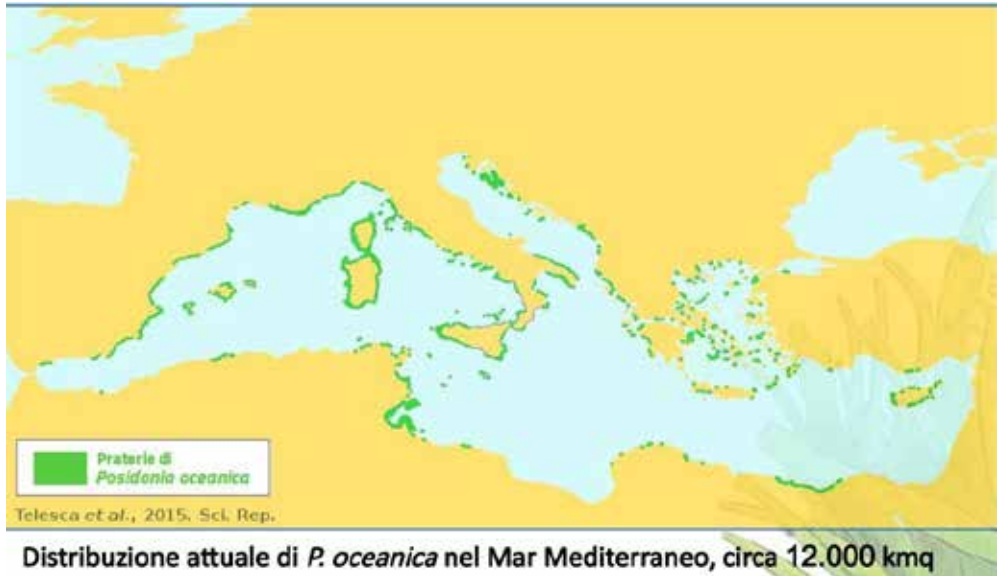 Praterie di
Posidonia oceanica
Telesca et al., 2015. Sci. Rep.
Distribuzione attuale di P. oceanica nel Mar Mediterraneo, circa 12.000 kmq